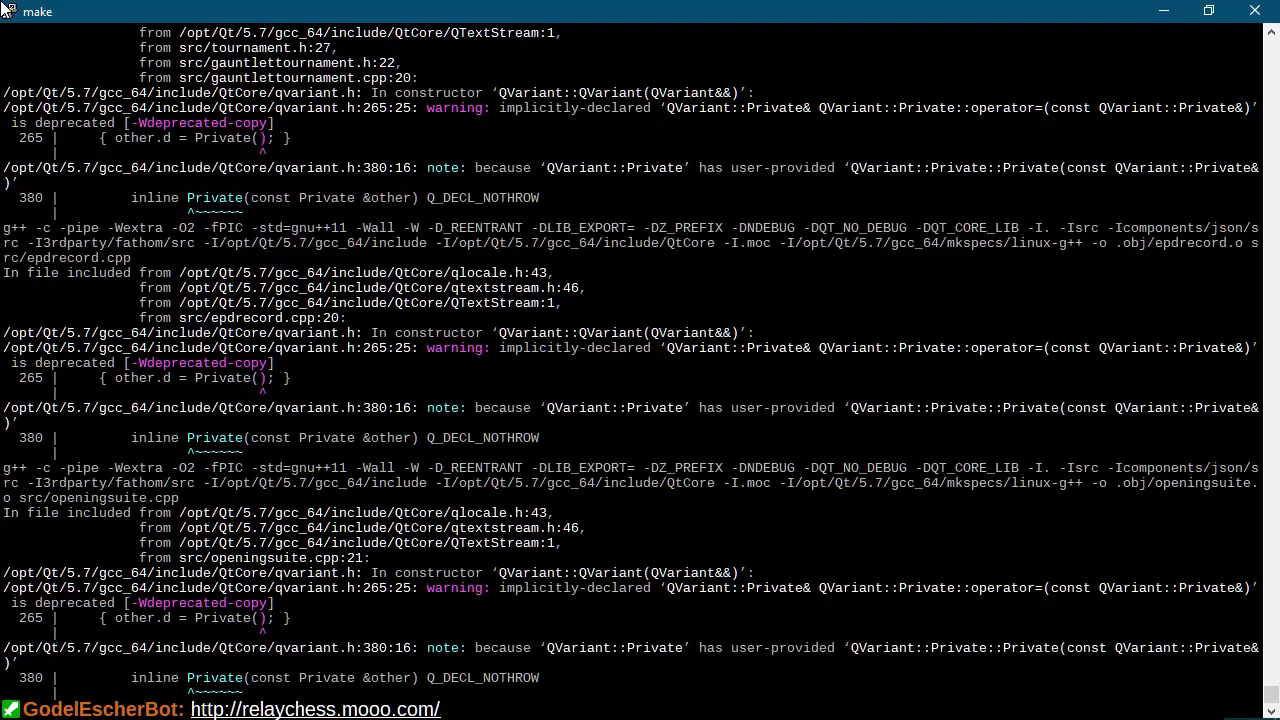 make
from /opt/Qt/5.7/gcc_64/include/QtCore/QTextStream:1,
from src/tournament.h:27,
from src/gauntlettournament.h:22,
from src/gauntlettournament.cpp:20:
/opt/Qt/5.7/gcc_64/include/QtCore/qvariant.h: In constructor ‘QVariant::QVariant(QVariant&&)’:
/opt/Qt/5.7/gcc_64/include/QtCore/qvariant.h:265:25: warning: implicitly-declared ‘QVariant::Private& QVariant::Private::operator=(const QVariant::Private&)’
is deprecated [-Wdeprecated-copy]
265 |     { other.d = Private(); }
|                         ^
/opt/Qt/5.7/gcc_64/include/QtCore/qvariant.h:380:16: note: because ‘QVariant::Private’ has user-provided ‘QVariant::Private::Private(const QVariant::Private&
)’
380 |         inline Private(const Private &other) Q_DECL_NOTHROW
|                ^~~~~~~
g++ -c -pipe -Wextra -O2 -fPIC -std=gnu++11 -Wall -W -D_REENTRANT -DLIB_EXPORT= -DZ_PREFIX -DNDEBUG -DQT_NO_DEBUG -DQT_CORE_LIB -I. -Isrc -Icomponents/json/s
rc -I3rdparty/fathom/src -I/opt/Qt/5.7/gcc_64/include -I/opt/Qt/5.7/gcc_64/include/QtCore -I.moc -I/opt/Qt/5.7/gcc_64/mkspecs/linux-g++ -o .obj/epdrecord.o s
rc/epdrecord.cpp
In file included from /opt/Qt/5.7/gcc_64/include/QtCore/qlocale.h:43,
from /opt/Qt/5.7/gcc_64/include/QtCore/qtextstream.h:46,
from /opt/Qt/5.7/gcc_64/include/QtCore/QTextStream:1,
from src/epdrecord.cpp:20:
/opt/Qt/5.7/gcc_64/include/QtCore/qvariant.h: In constructor ‘QVariant::QVariant(QVariant&&)’:
/opt/Qt/5.7/gcc_64/include/QtCore/qvariant.h:265:25: warning: implicitly-declared ‘QVariant::Private& QVariant::Private::operator=(const QVariant::Private&)’
is deprecated [-Wdeprecated-copy]
265 |     { other.d = Private(); }
|                         ^
/opt/Qt/5.7/gcc_64/include/QtCore/qvariant.h:380:16: note: because ‘QVariant::Private’ has user-provided ‘QVariant::Private::Private(const QVariant::Private&
)’
380 |         inline Private(const Private &other) Q_DECL_NOTHROW
|                ^~~~~~~
g++ -c -pipe -Wextra -O2 -fPIC -std=gnu++11 -Wall -W -D_REENTRANT -DLIB_EXPORT= -DZ_PREFIX -DNDEBUG -DQT_NO_DEBUG -DQT_CORE_LIB -I. -Isrc -Icomponents/json/s
rc -I3rdparty/fathom/src -I/opt/Qt/5.7/gcc_64/include -I/opt/Qt/5.7/gcc_64/include/QtCore -I.moc -I/opt/Qt/5.7/gcc_64/mkspecs/linux-g++ -o .obj/openingsuite.
o src/openingsuite.cpp
In file included from /opt/Qt/5.7/gcc_64/include/QtCore/qlocale.h:43,
from /opt/Qt/5.7/gcc_64/include/QtCore/qtextstream.h:46,
from /opt/Qt/5.7/gcc_64/include/QtCore/QTextStream:1,
from src/openingsuite.cpp:21:
/opt/Qt/5.7/gcc_64/include/QtCore/qvariant.h: In constructor ‘QVariant::QVariant(QVariant&&)’:
/opt/Qt/5.7/gcc_64/include/QtCore/qvariant.h:265:25: warning: implicitly-declared ‘QVariant::Private& QVariant::Private::operator=(const QVariant::Private&)’
is deprecated [-Wdeprecated-copy]
265 |     { other.d = Private(); }
|                         ^
/opt/Qt/5.7/gcc_64/include/QtCore/qvariant.h:380:16: note: because ‘QVariant::Private’ has user-provided ‘QVariant::Private::Private(const QVariant::Private&
)’
380 |         inline Private(const Private &other) Q_DECL_NOTHROW
|                ^~~~~~~
GodelEscherBot: http://relaychess.mooo.com/